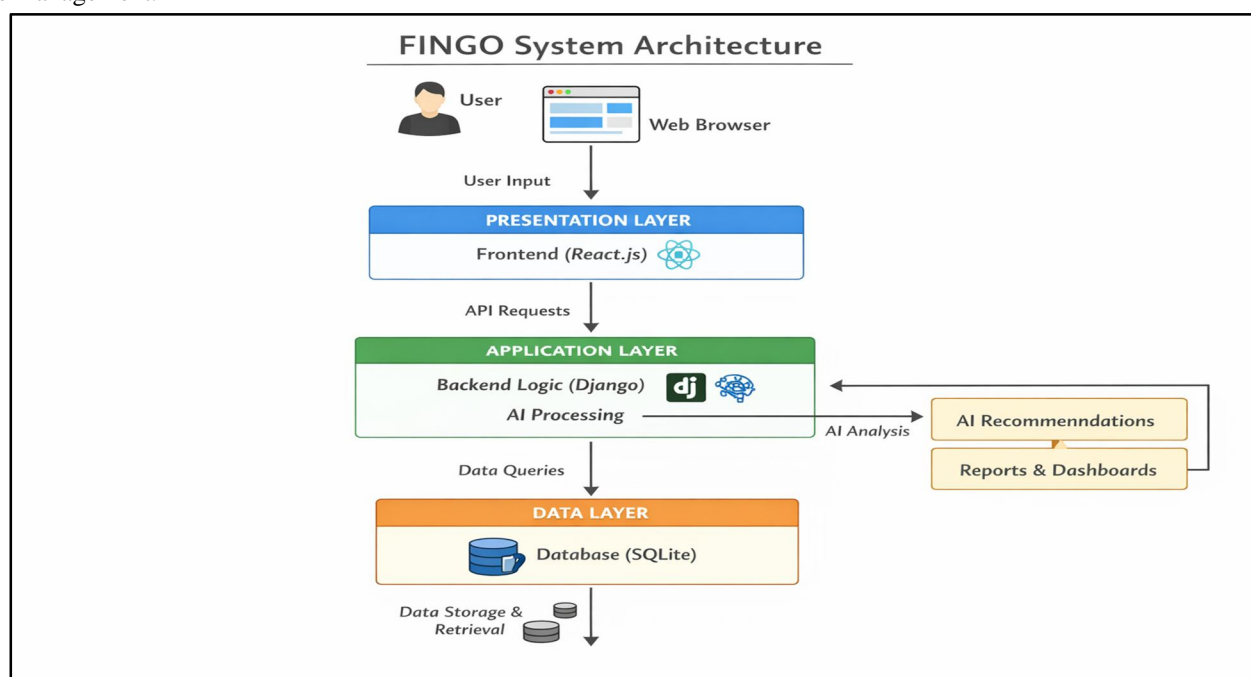 FINGO System Architecture
User
Web Browser
User Input
PRESENTATION LAYER
Frontend (React.js)
API Requests
APPLICATION LAYER
Backend Logic (Django)
dj
AI Processing
AI Analysis
AI Recommenndations
Reports & Dashboards
Data Queries
DATA LAYER
Database (SQLite)
Data Storage &
Retrieval